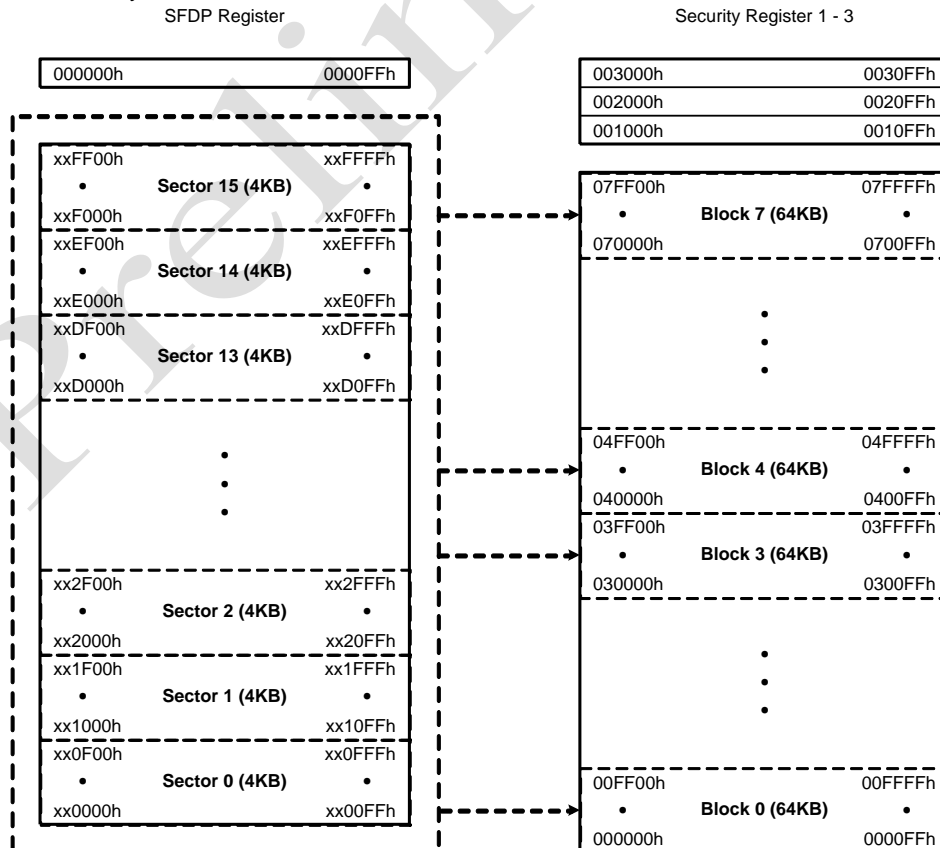 SFDP Register
Security Register 1 - 3
000000h 0000FFh
003000h 0030FFh
002000h 0020FFh
001000h 0010FFh
xxFF00h xxFFFFh
• Sector 15 (4KB) •
xxF000h xxF0FFh
xxEF00h xxEFFFh
• Sector 14 (4KB) •
xxE000h xxE0FFh
xxDF00h xxDFFFh
• Sector 13 (4KB) •
xxD000h xxD0FFh
xx2F00h xx2FFFh
• Sector 2 (4KB) •
xx2000h xx20FFh
xx1F00h xx1FFFh
• Sector 1 (4KB) •
xx1000h xx10FFh
xx0F00h xx0FFFh
• Sector 0 (4KB) •
xx0000h xx00FFh
07FF00h 07FFFFh
• Block 7 (64KB) •
070000h 0700FFh
04FF00h 04FFFFh
• Block 4 (64KB) •
040000h 0400FFh
03FF00h 03FFFFh
• Block 3 (64KB) •
030000h 0300FFh
00FF00h 00FFFFh
• Block 0 (64KB) •
000000h 0000FFh
Prelim